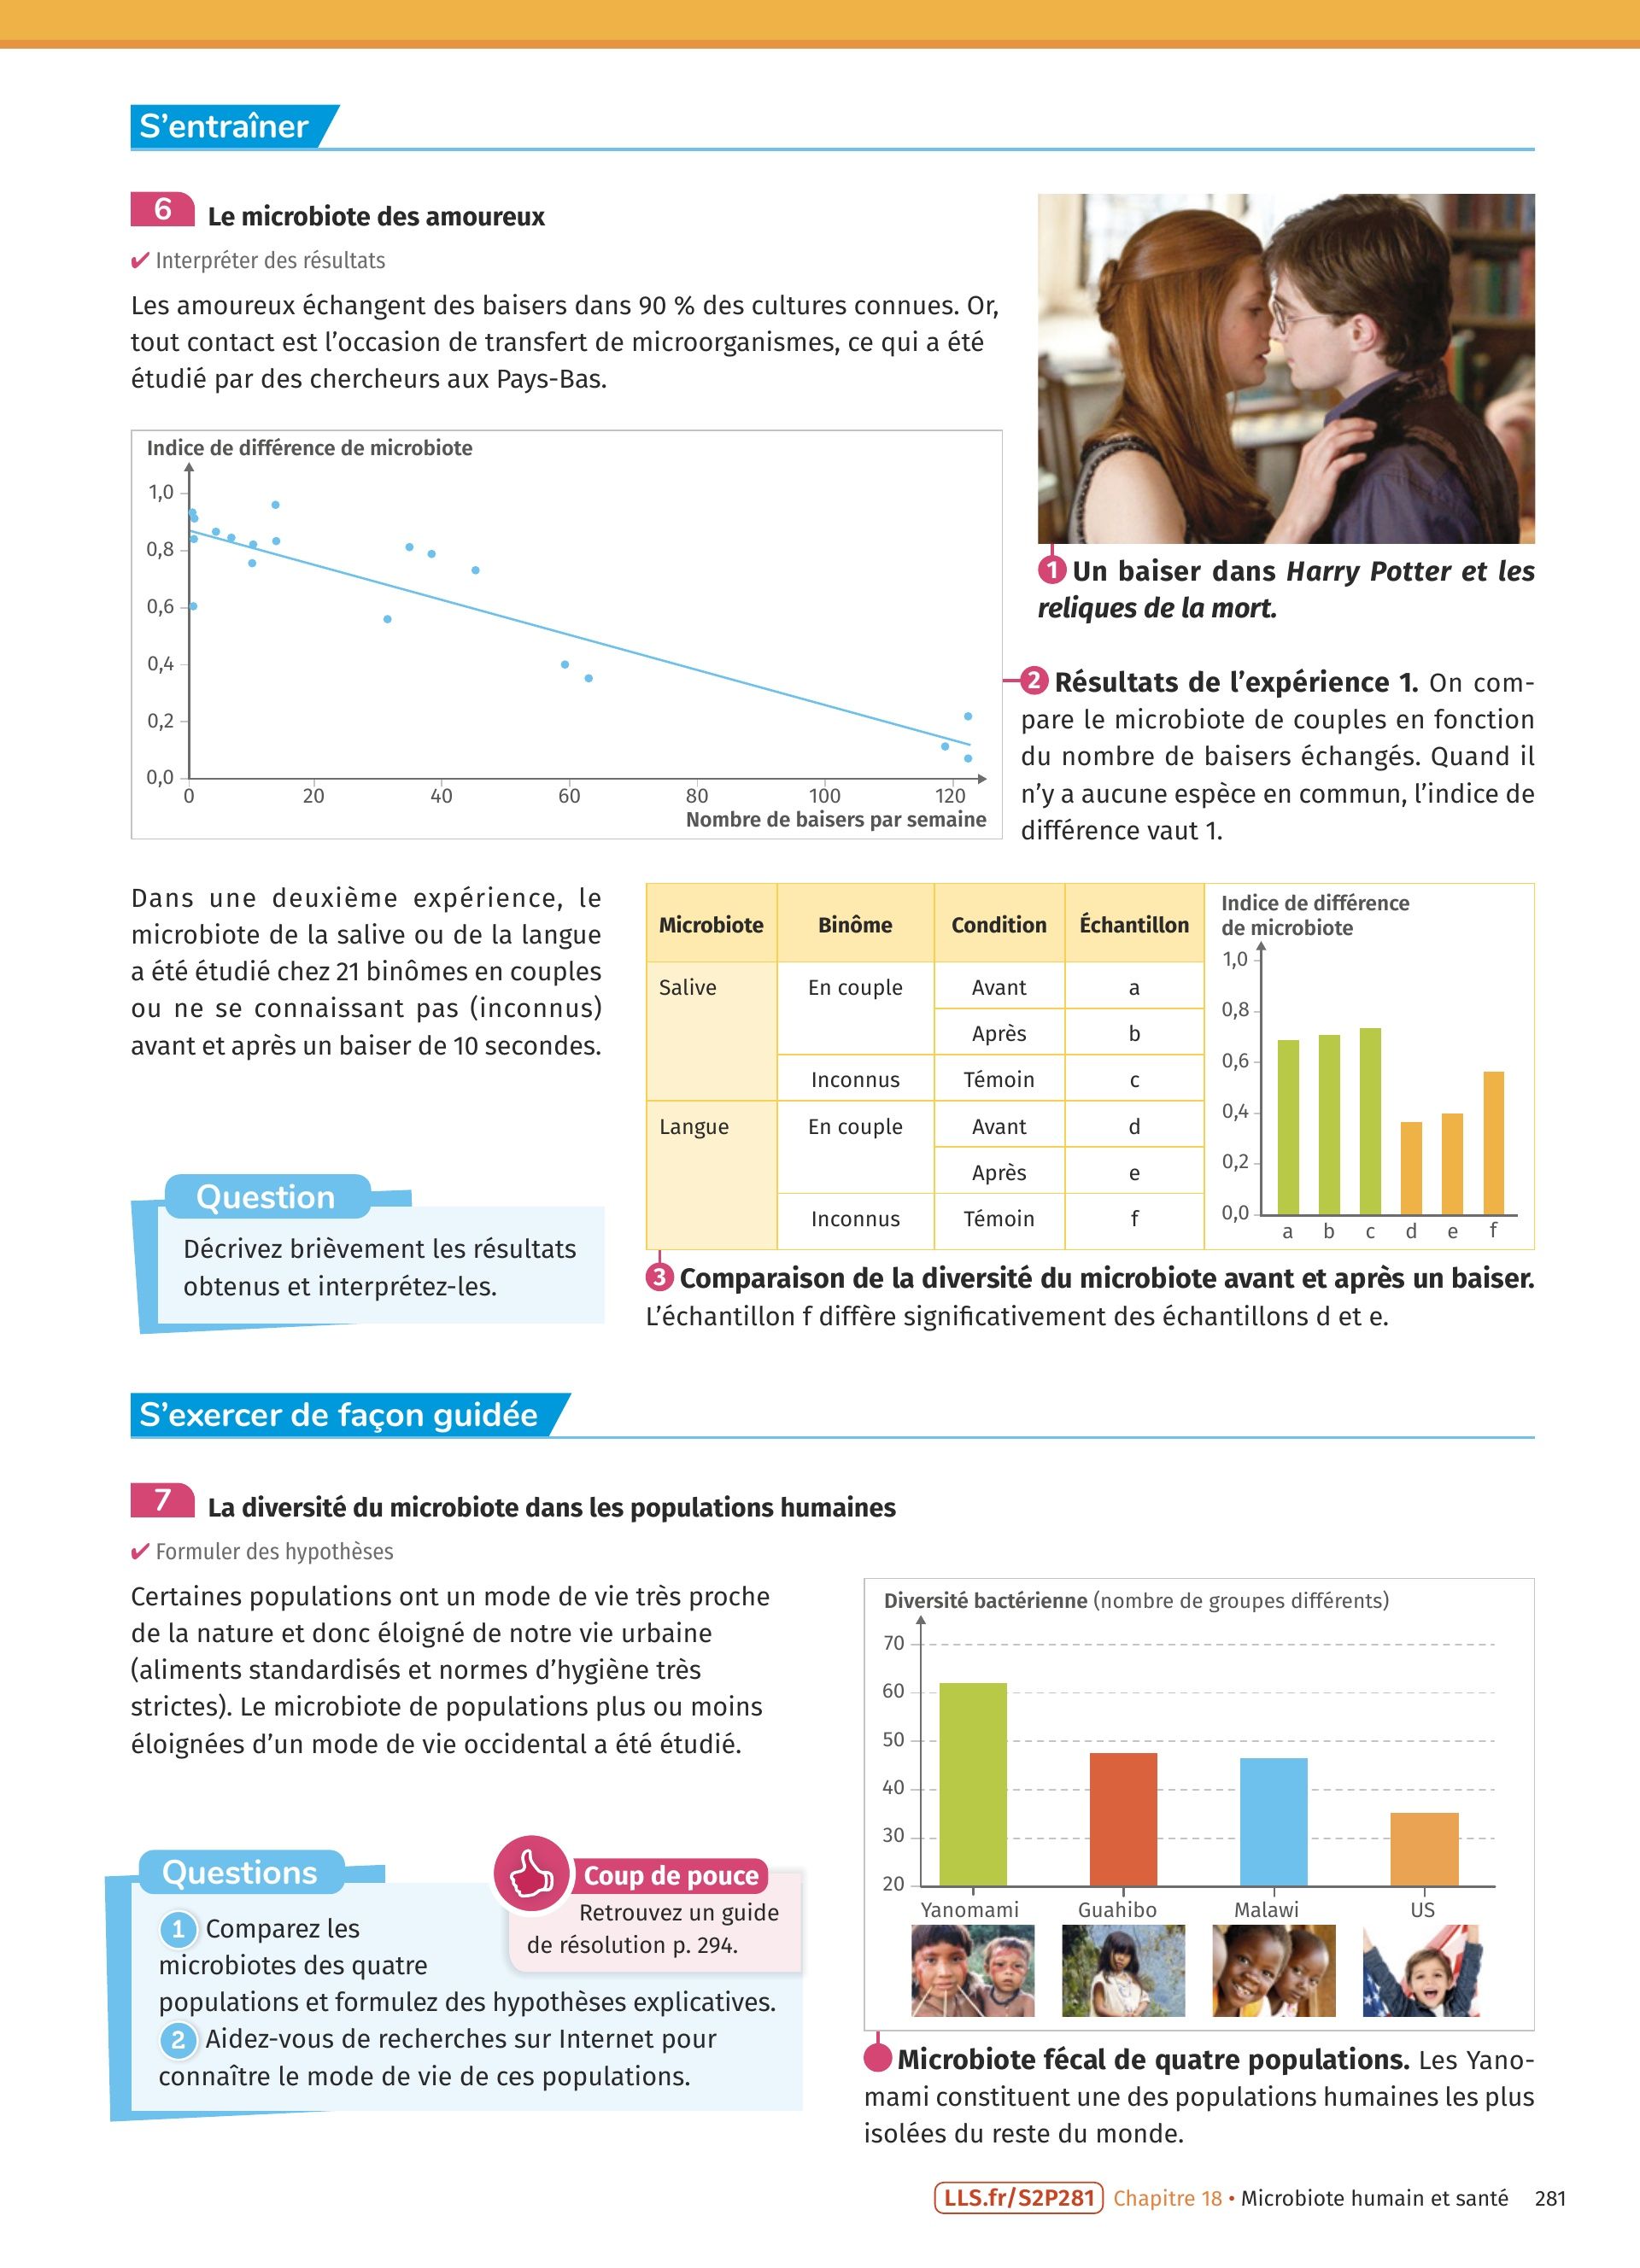 S'entraîner
6 Le microbiote des amoureux
✔ Interpréter des résultats
Les amoureux échangent des baisers dans 90 % des cultures connues. Or,
tout contact est l'occasion de transfert de microorganismes, ce qui a été
étudié par des chercheurs aux Pays-Bas.
1 Un baiser dans Harry Potter et les
reliques de la mort.
Indice de différence de microbiote
1,0
0,8
0,6
0,4
0,2
0,0
0 20 40 60 80 100 120
Nombre de baisers par semaine
2 Résultats de l'expérience 1. On com-
pare le microbiote de couples en fonction
du nombre de baisers échangés. Quand il
n'y a aucune espèce en commun, l'indice de
différence vaut 1.
Dans une deuxième expérience, le
microbiote de la salive ou de la langue
a été étudié chez 21 binômes en couples
ou ne se connaissant pas (inconnus)
avant et après un baiser de 10 secondes.
Question
Décrivez brièvement les résultats
obtenus et interprétez-les.
Microbiote Binôme Condition Échantillon
Salive En couple Avant a
Après b
Inconnus Témoin c
Langue En couple Avant d
Après e
Inconnus Témoin f
Indice de différence
de microbiote
1,0
0,8
0,6
0,4
0,2
0,0
a b c d e f
3 Comparaison de la diversité du microbiote avant et après un baiser.
L'échantillon f diffère significativement des échantillons d et e.
S'exercer de façon guidée
7 La diversité du microbiote dans les populations humaines
✔ Formuler des hypothèses
Certaines populations ont un mode de vie très proche
de la nature et donc éloigné de notre vie urbaine
(aliments standardisés et normes d'hygiène très
strictes). Le microbiote de populations plus ou moins
éloignées d'un mode de vie occidental a été étudié.
Questions
Coup de pouce
Retrouvez un guide
de résolution p. 294.
1 Comparez les
microbiotes des quatre
populations et formulez des hypothèses explicatives.
2 Aidez-vous de recherches sur Internet pour
connaître le mode de vie de ces populations.
Diversité bactérienne (nombre de groupes différents)
70
60
50
40
30
20
Yanomami Guahibo Malawi US
Microbiote fécal de quatre populations. Les Yano-
mami constituent une des populations humaines les plus
isolées du reste du monde.
LLS.fr/S2P281 Chapitre 18 • Microbiote humain et santé 281